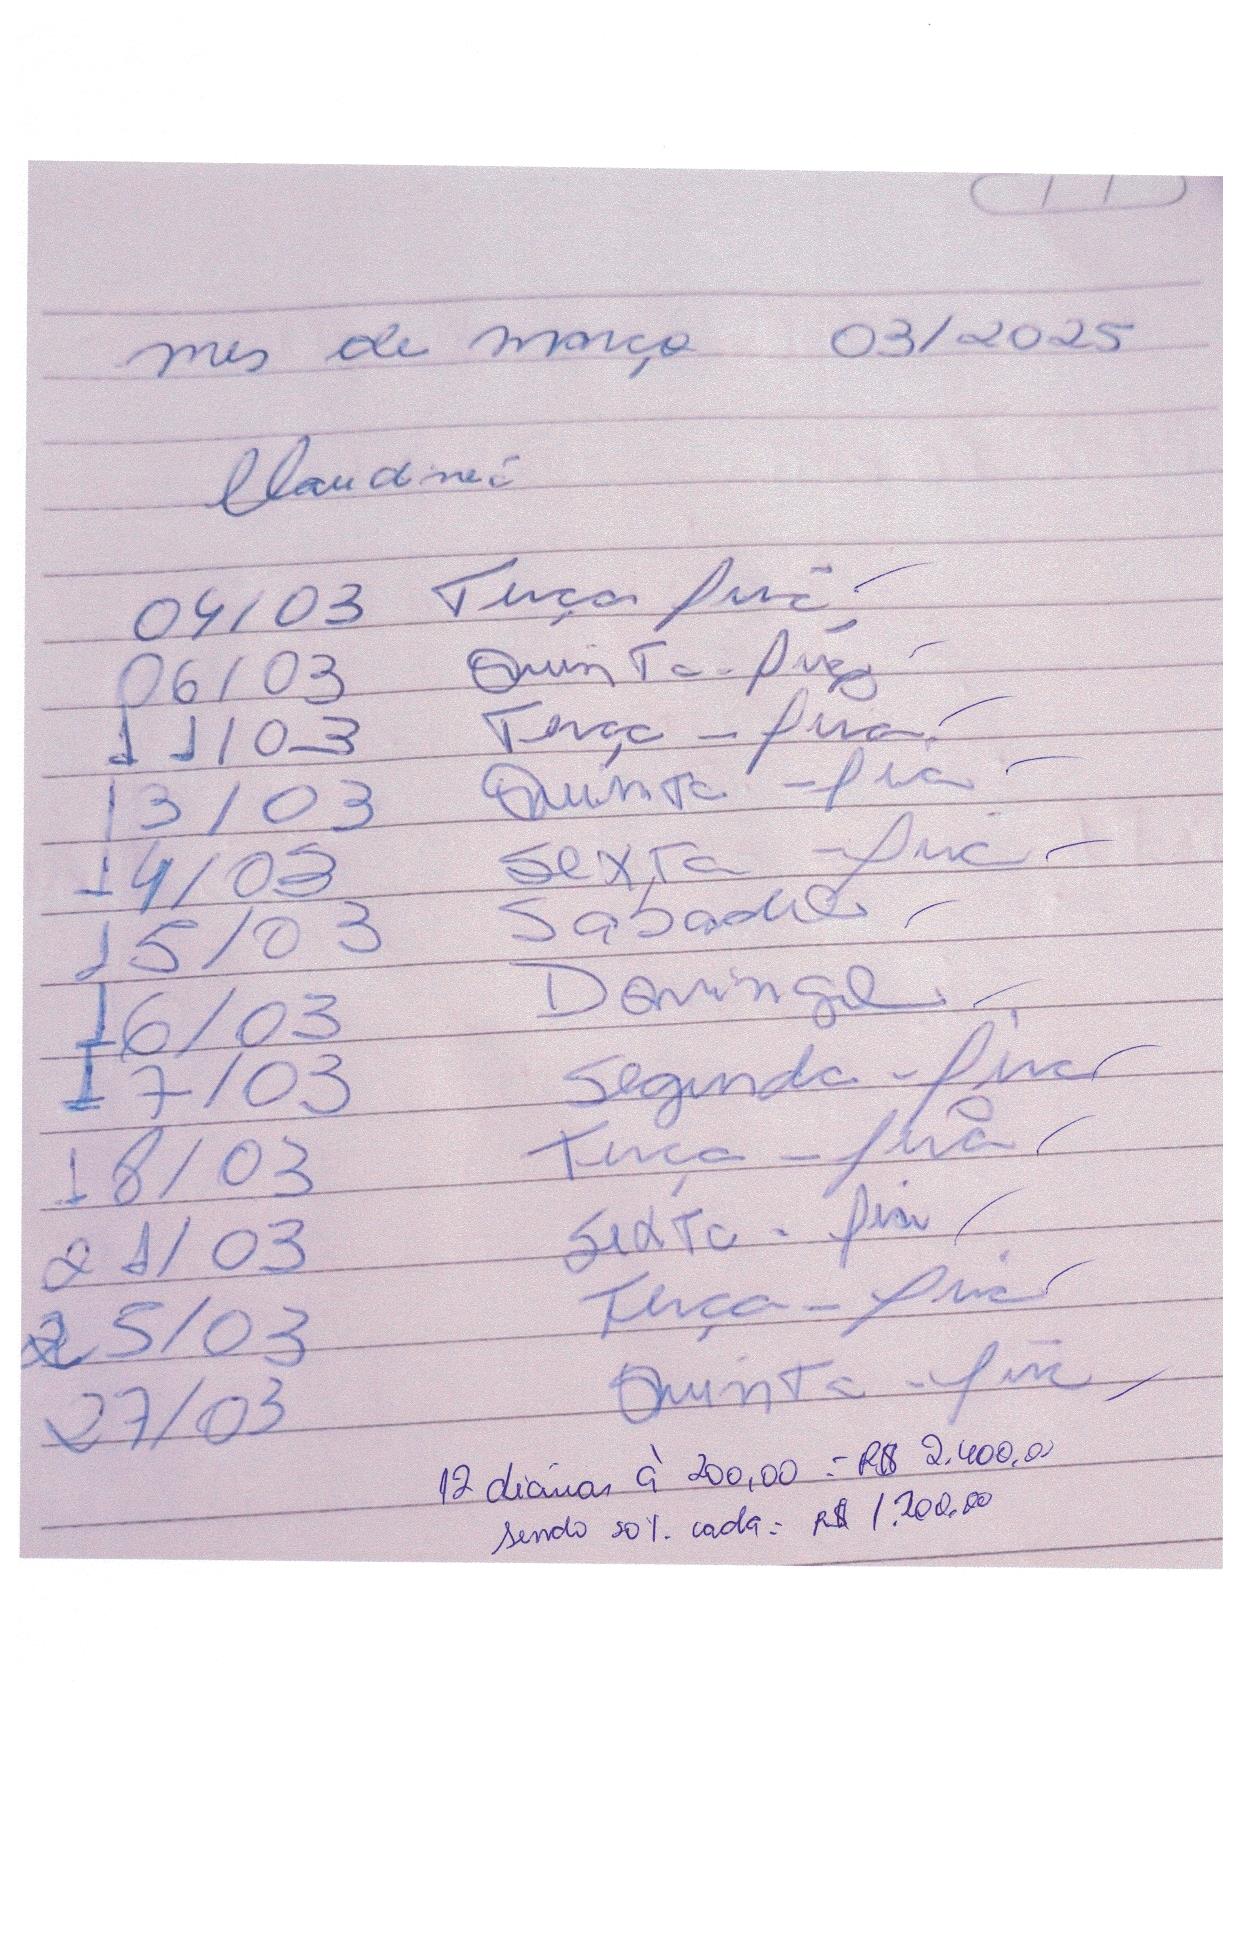 mes de março 03/2025
Claudinei
04/03 Terça feira
06/03 Quinta-feira
11/03 Terça-feira
13/03 Quinta-feira
14/03 Sexta-feira
15/03 Sabado
16/03 Domingo
17/03 Segunda-feira
18/03 Terça-feira
21/03 Sexta-feira
25/03 Terça-feira
27/03 Quinta-feira
12 diárias à 200,00 = R$ 2.400,00
sendo 50% cada = R$ 1.200,00